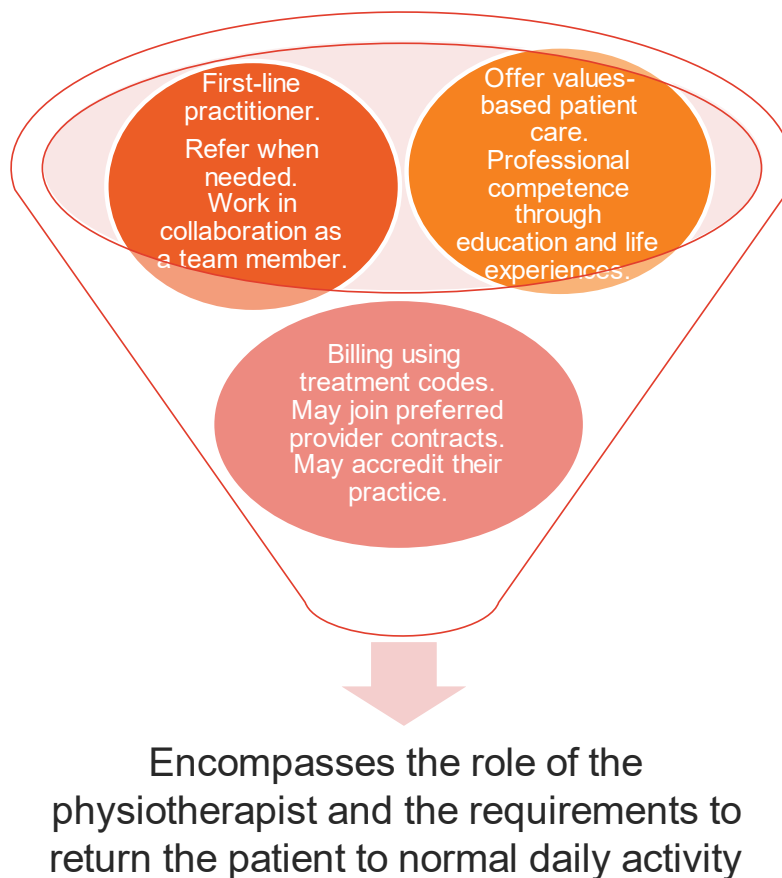 First-line
practitioner.
Refer when
needed.
Work in
collaboration as
a team member.
Offer values-
based patient
care.
Professional
competence
through
education and life
experiences.
Billing using
treatment codes.
May join preferred
provider contracts.
May accredit their
practice.
Encompasses the role of the
physiotherapist and the requirements to
return the patient to normal daily activity